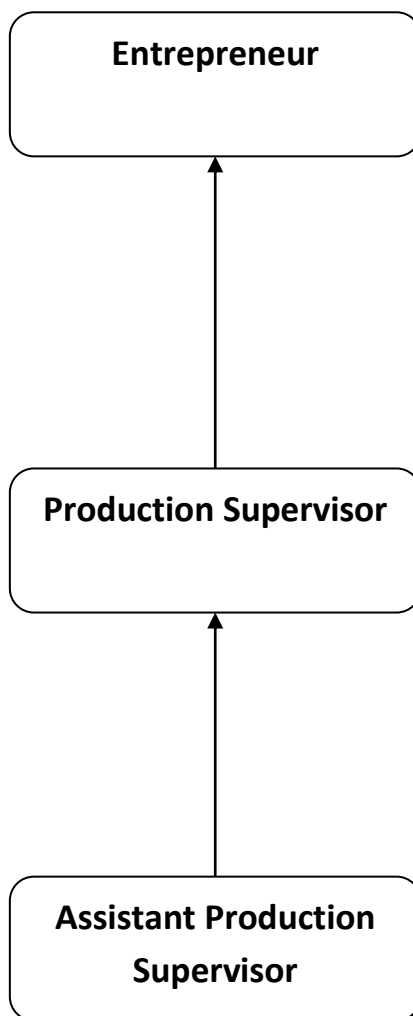 Entrepreneur
Production Supervisor
Assistant Production
Supervisor